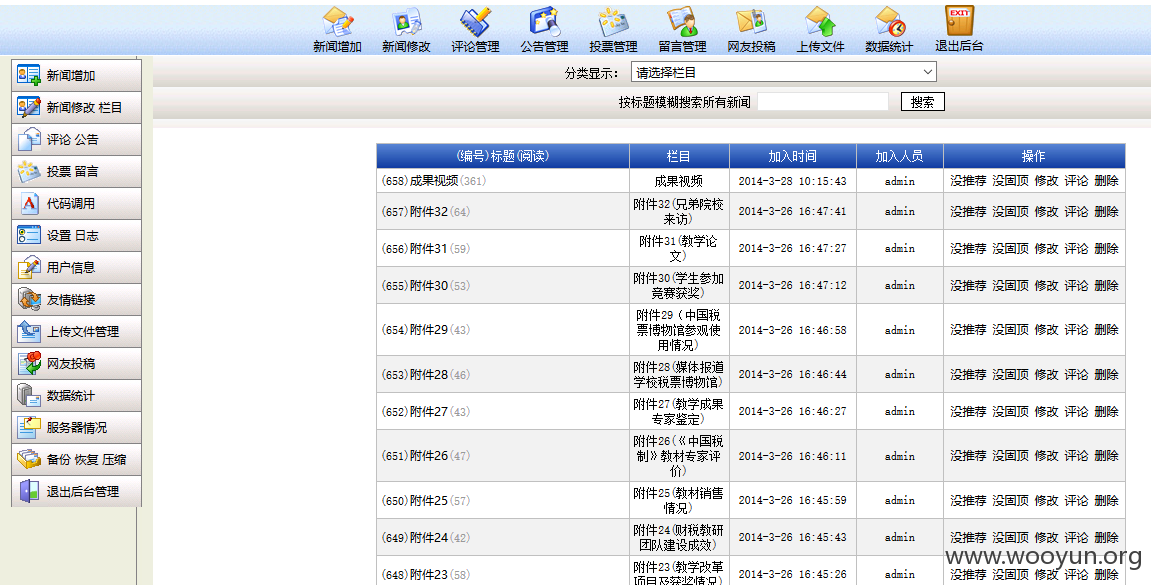 新闻增加 新闻修改 评论管理 公告管理 投票管理 留言管理 网友投稿 上传文件 数据统计 退出后台
EXIT
新闻增加
新闻修改 栏目
评论 公告
投票 留言
代码调用
设置 日志
用户信息
友情链接
上传文件管理
网友投稿
数据统计
服务器情况
备份 恢复 压缩
退出后台管理
分类显示： 请选择栏目
按标题模糊搜索所有新闻 搜索
(编号)标题(阅读) 栏目 加入时间 加入人员 操作
(658)成果视频(361) 成果视频 2014-3-28 10:15:43 admin 没推荐 没固顶 修改 评论 删除
(657)附件32(64) 附件32(兄弟院校
来访) 2014-3-26 16:47:41 admin 没推荐 没固顶 修改 评论 删除
(656)附件31(59) 附件31(教学论
文) 2014-3-26 16:47:27 admin 没推荐 没固顶 修改 评论 删除
(655)附件30(53) 附件30(学生参加
竞赛获奖) 2014-3-26 16:47:12 admin 没推荐 没固顶 修改 评论 删除
(654)附件29(43) 附件29（中国税
票博物馆参观使
用情况) 2014-3-26 16:46:58 admin 没推荐 没固顶 修改 评论 删除
(653)附件28(46) 附件28(媒体报道
学校税票博物馆) 2014-3-26 16:46:44 admin 没推荐 没固顶 修改 评论 删除
(652)附件27(43) 附件27(教学成果
专家鉴定) 2014-3-26 16:46:27 admin 没推荐 没固顶 修改 评论 删除
(651)附件26(47) 附件26(《中国税
制》教材专家评
价) 2014-3-26 16:46:11 admin 没推荐 没固顶 修改 评论 删除
(650)附件25(57) 附件25(教材销售
情况) 2014-3-26 16:45:59 admin 没推荐 没固顶 修改 评论 删除
(649)附件24(42) 附件24(财税教研
团队建设成效) 2014-3-26 16:45:43 admin 没推荐 没固顶 修改 评论 删除
(648)附件23(58) 附件23(教学改革
项目及获奖情况) 2014-3-26 16:45:26 admin 没推荐 没固顶 修改 评论 删除
www.wooyun.org